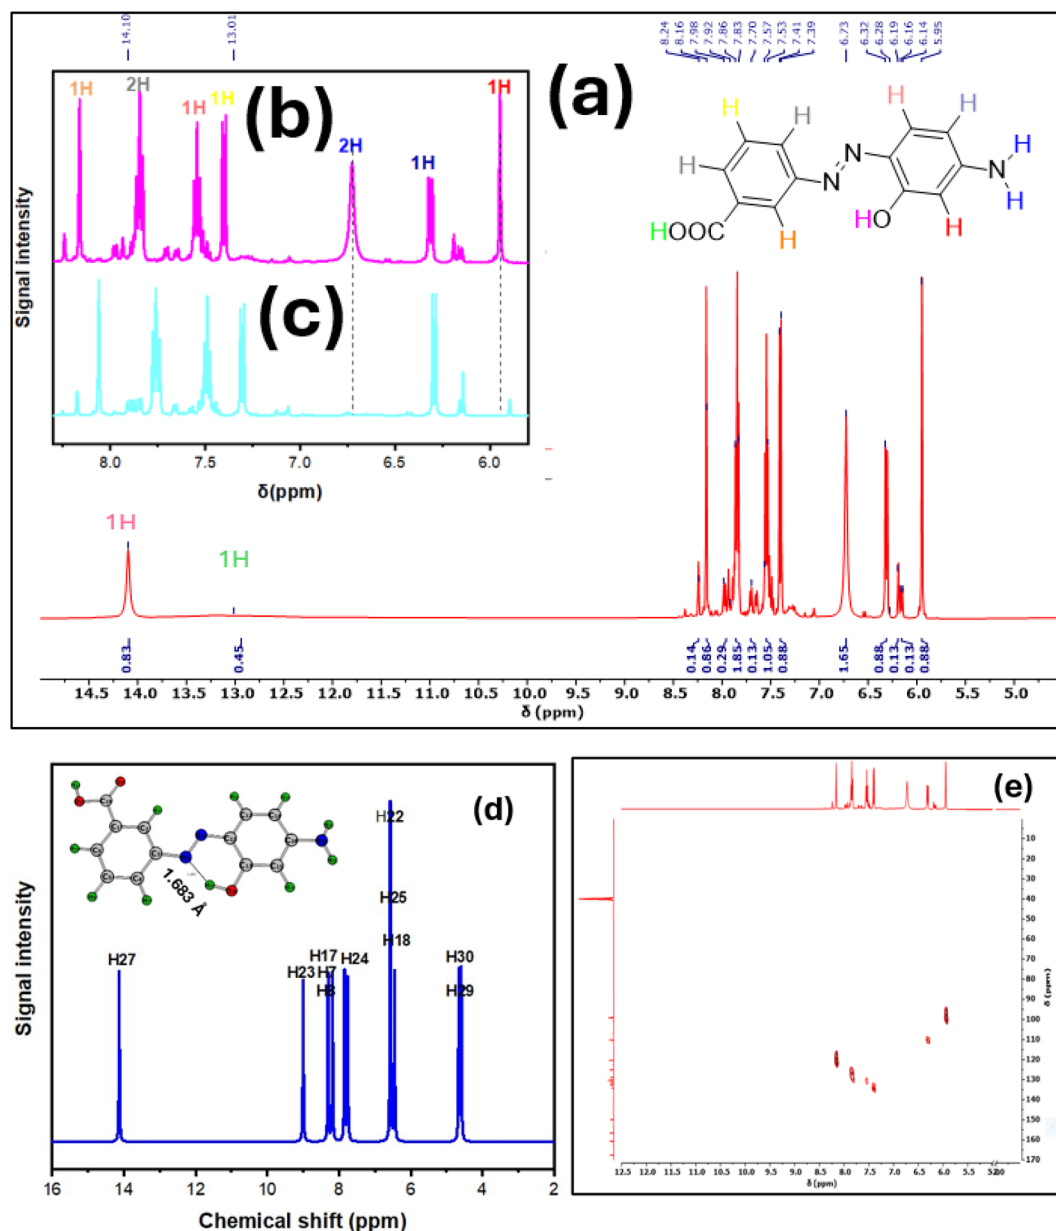 14.10
13.01
8.24
8.16
7.98
7.92
7.86
7.83
7.70
7.57
7.53
7.41
7.39
6.73
6.32
6.28
6.19
6.16
6.14
5.95
(a)
H H H H
H
N
N
N
H
H
HOOC
H
H
O
H
(b)
1H 2H 1H 1H 2H 1H 1H
(c)
Signal intensity
8.0 7.5 7.0 6.5 6.0
δ(ppm)
1H
1H
0.83
0.45
0.14
0.86
0.29
1.85
0.13
1.05
0.88
1.65
0.88
0.13
0.13
0.88
14.5 14.0 13.5 13.0 12.5 12.0 11.5 11.0 10.5 10.0 9.5 9.0 8.5 8.0 7.5 7.0 6.5 6.0 5.5 5.0
δ (ppm)
(d)
1.683 Å
H22
H25
H18
H27
H23
H17
H7
H8
H24
H30
H29
Signal intensity
16 14 12 10 8 6 4 2
Chemical shift (ppm)
(e)
10
20
30
40
50
60
70
80
90
100
110
120
130
140
150
160
170
δ (ppm)
12.5 11.5 10.5 9.5 9.0 8.5 8.0 7.5 7.0 6.5 6.0 5.5
δ (ppm)